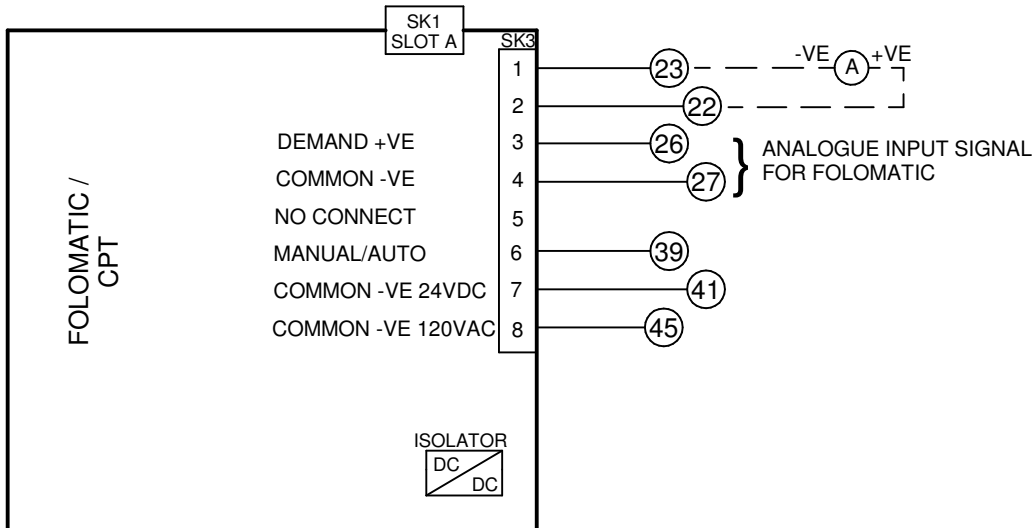 SK1
SLOT A
SK3
1
23
-VE
A
+VE
2
22
DEMAND +VE
3
26
COMMON -VE
4
27
}
ANALOGUE INPUT SIGNAL
FOR FOLOMATIC
NO CONNECT
5
MANUAL/AUTO
6
39
COMMON -VE 24VDC
7
41
COMMON -VE 120VAC
8
45
FOLOMATIC /
CPT
ISOLATOR
DC
DC